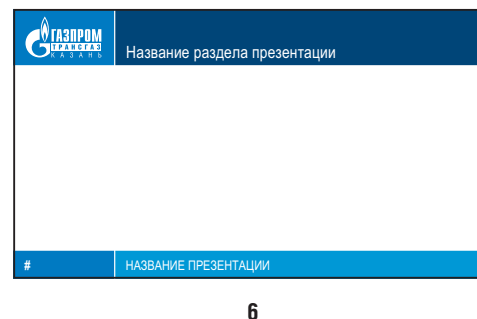 ГАЗПРОМ
ТРАНСГАЗ
КАЗАНЬ
Название раздела презентации
#
НАЗВАНИЕ ПРЕЗЕНТАЦИИ
6